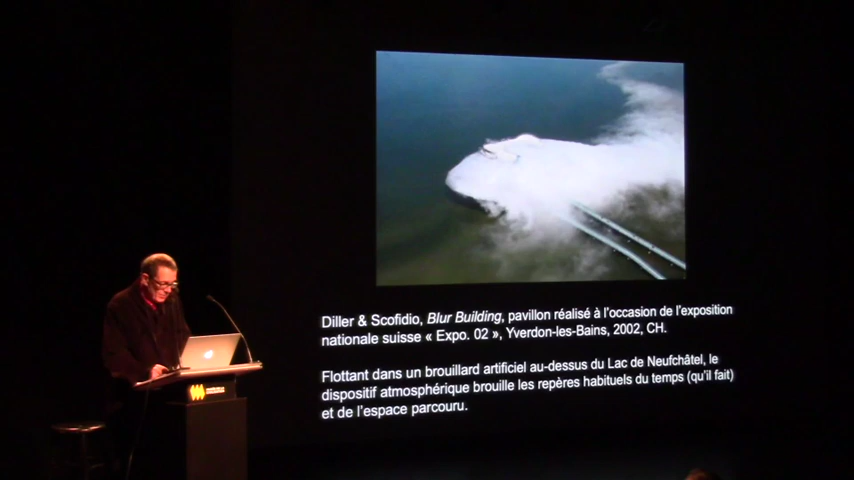 Diller & Scofidio, Blur Building, pavillon réalisé à l'occasion de l'exposition
nationale suisse « Expo. 02 », Yverdon-les-Bains, 2002, CH.
Flottant dans un brouillard artificiel au-dessus du Lac de Neufchâtel, le
dispositif atmosphérique brouille les repères habituels du temps (qu'il fait)
et de l'espace parcouru.